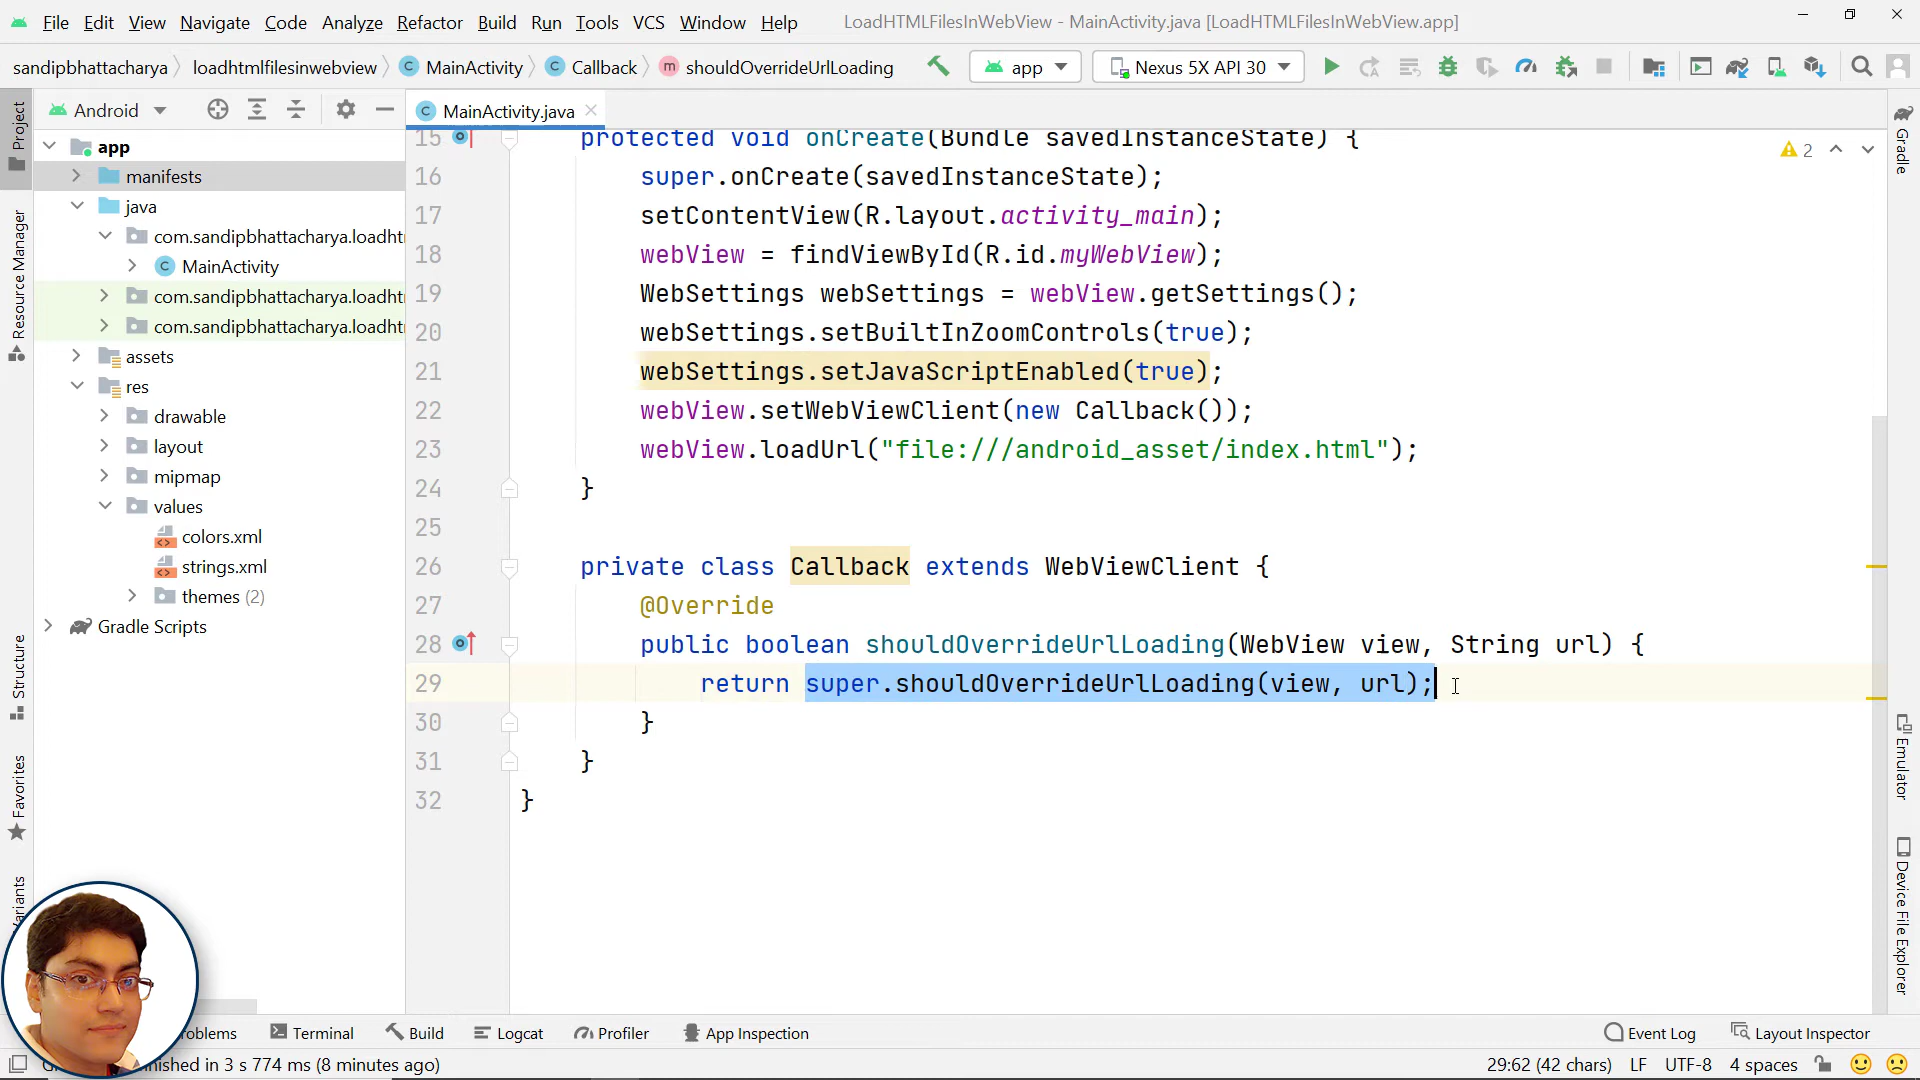 File Edit View Navigate Code Analyze Refactor Build Run Tools VCS Window Help LoadHTMLFilesInWebView - MainActivity.java [LoadHTMLFilesInWebView.app]
sandipbhattacharya loadhtmlfilesinwebview MainActivity Callback shouldOverrideUrlLoading app Nexus 5X API 30
Android
MainActivity.java
Project
Resource Manager
Structure
Favorites
app
manifests
java
com.sandipbhattacharya.loadht
MainActivity
com.sandipbhattacharya.loadht
com.sandipbhattacharya.loadht
assets
res
drawable
layout
mipmap
values
colors.xml
strings.xml
themes (2)
Gradle Scripts
15 protected void onCreate(Bundle savedInstanceState) {
16 super.onCreate(savedInstanceState);
17 setContentView(R.layout.activity_main);
18 webView = findViewById(R.id.myWebView);
19 WebSettings webSettings = webView.getSettings();
20 webSettings.setBuiltInZoomControls(true);
21 webSettings.setJavaScriptEnabled(true);
22 webView.setWebViewClient(new Callback());
23 webView.loadUrl("file:///android_asset/index.html");
24 }
25
26 private class Callback extends WebViewClient {
27 @Override
28 public boolean shouldOverrideUrlLoading(WebView view, String url) {
29 return super.shouldOverrideUrlLoading(view, url);
30 }
31 }
32 }
2
Gradle
Emulator
Device File Explorer
Terminal Build Logcat Profiler App Inspection Event Log Layout Inspector
in 3 s 774 ms (8 minutes ago) 29:62 (42 chars) LF UTF-8 4 spaces